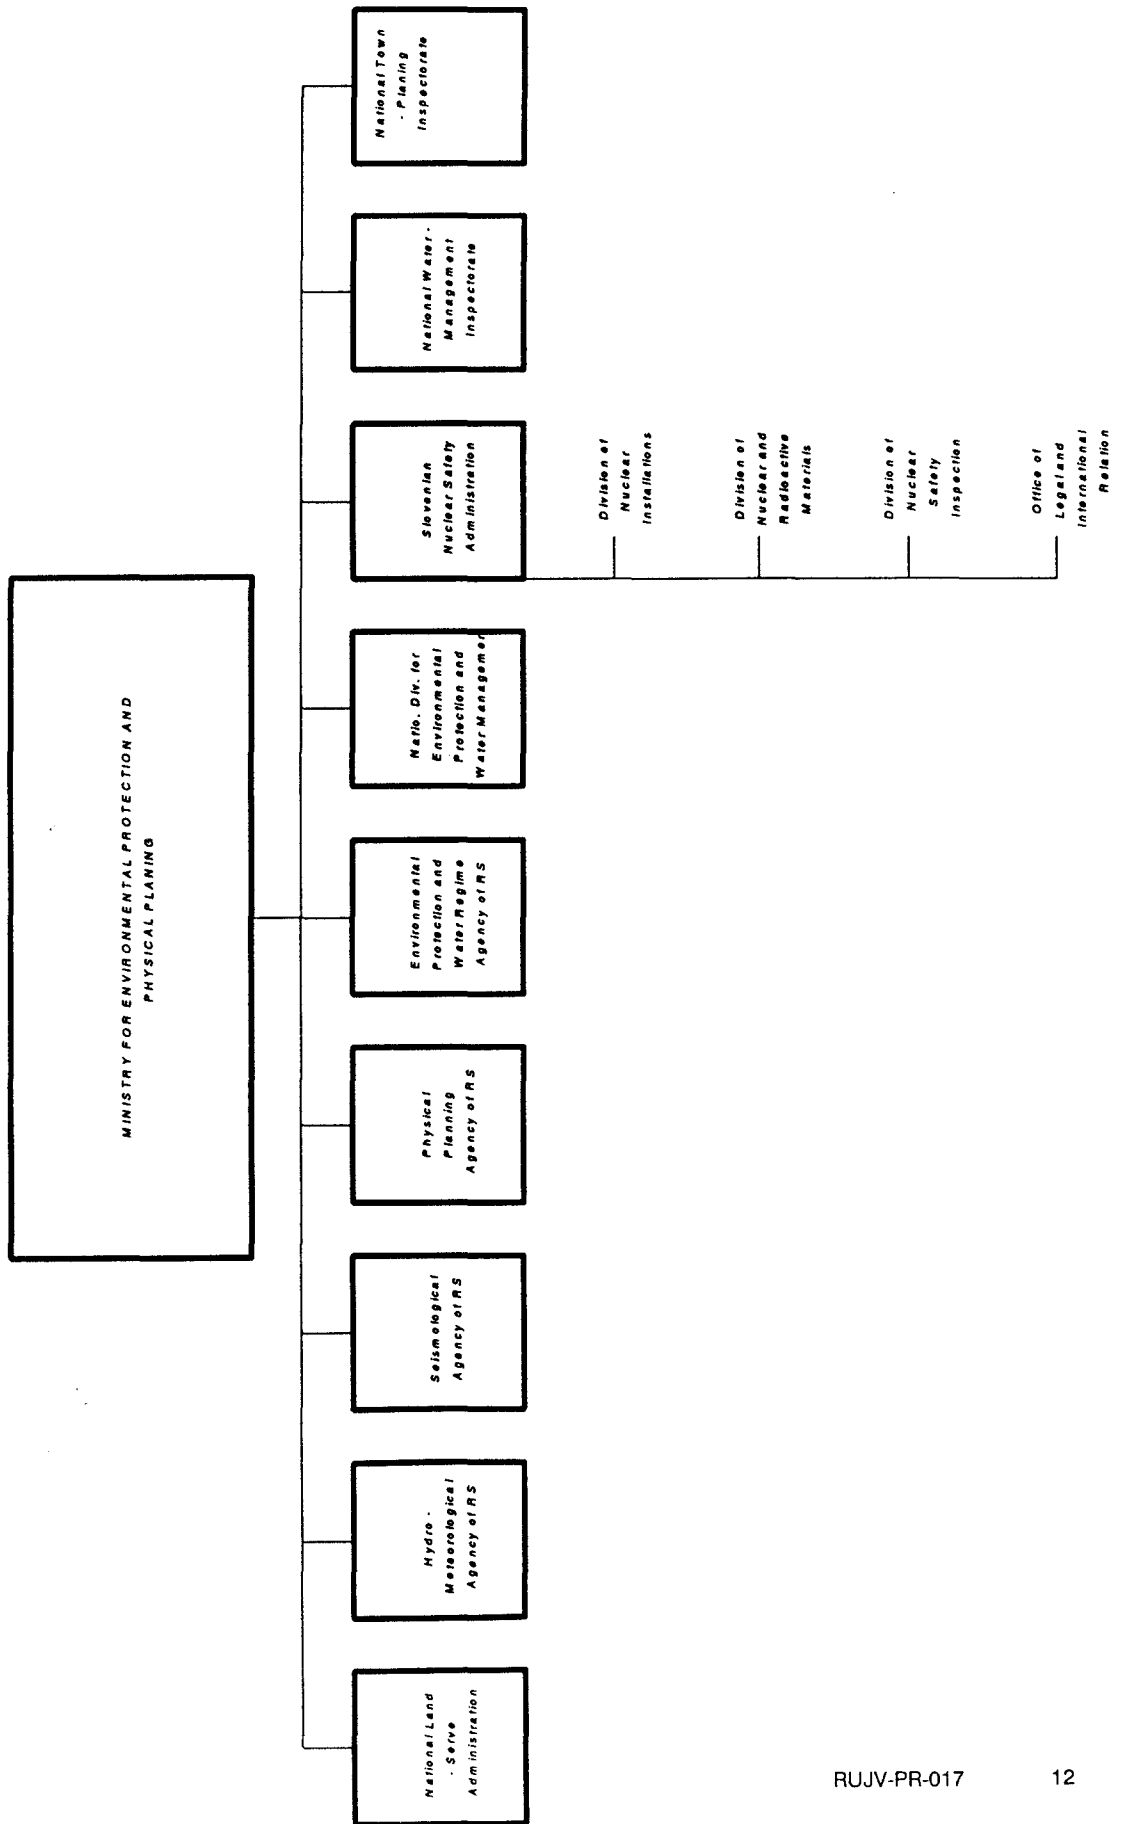 MINISTRY FOR ENVIRONMENTAL PROTECTION AND
PHYSICAL PLANING
National Land
- Serve
Administration
Hydro -
Meteorological
Agency of RS
Seismological
Agency of RS
Physical
Planning
Agency of RS
Environmental
Protection and
Water Regime
Agency of RS
Natio. Div. for
Environmental
Protection and
Water Managemen
Slovenian
Nuclear Safety
Administration
National Water -
Management
Inspectorate
National Town
- Planing
Inspectorate
Division of
Nuclear
Installations
Division of
Nuclear and
Radioactive
Materials
Division of
Nuclear
Safety
Inspection
Office of
Legal and
International
Relation
RUJV-PR-017 12